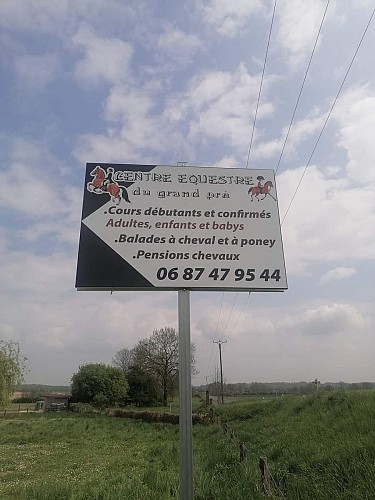 CENTRE EQUESTRE
du grand pré
.Cours débutants et confirmés
Adultes, enfants et babys
.Balades à cheval et à poney
.Pensions chevaux
06 87 47 95 44